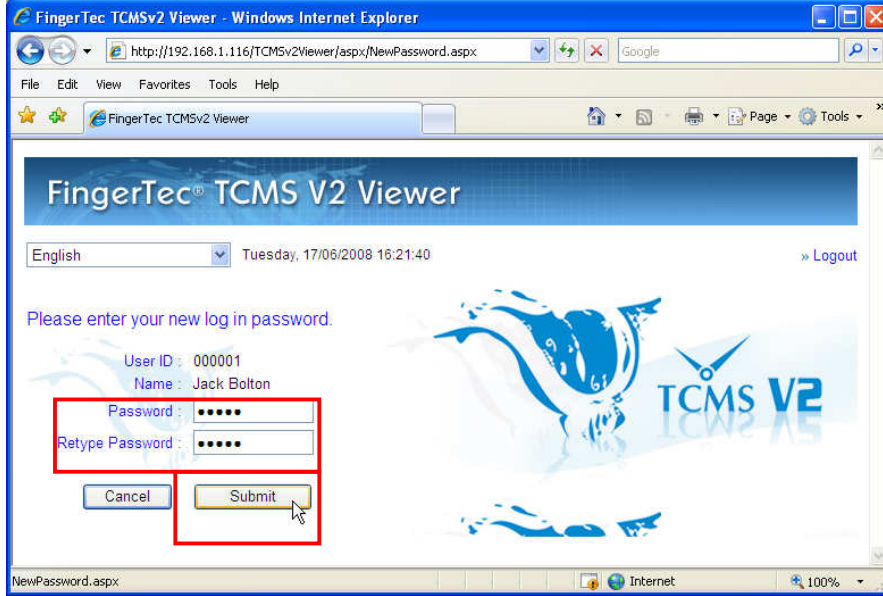 FingerTec TCMSv2 Viewer - Windows Internet Explorer
http://192.168.1.116/TCMSv2Viewer/aspx/NewPassword.aspx
Google
File Edit View Favorites Tools Help
FingerTec TCMSv2 Viewer
Page Tools »
FingerTec® TCMS V2 Viewer
English Tuesday, 17/06/2008 16:21:40 » Logout
Please enter your new log in password.
User ID : 000001
Name : Jack Bolton
Password : •••••
Retype Password : •••••
TCMS V2
Cancel Submit
NewPassword.aspx Internet 100%